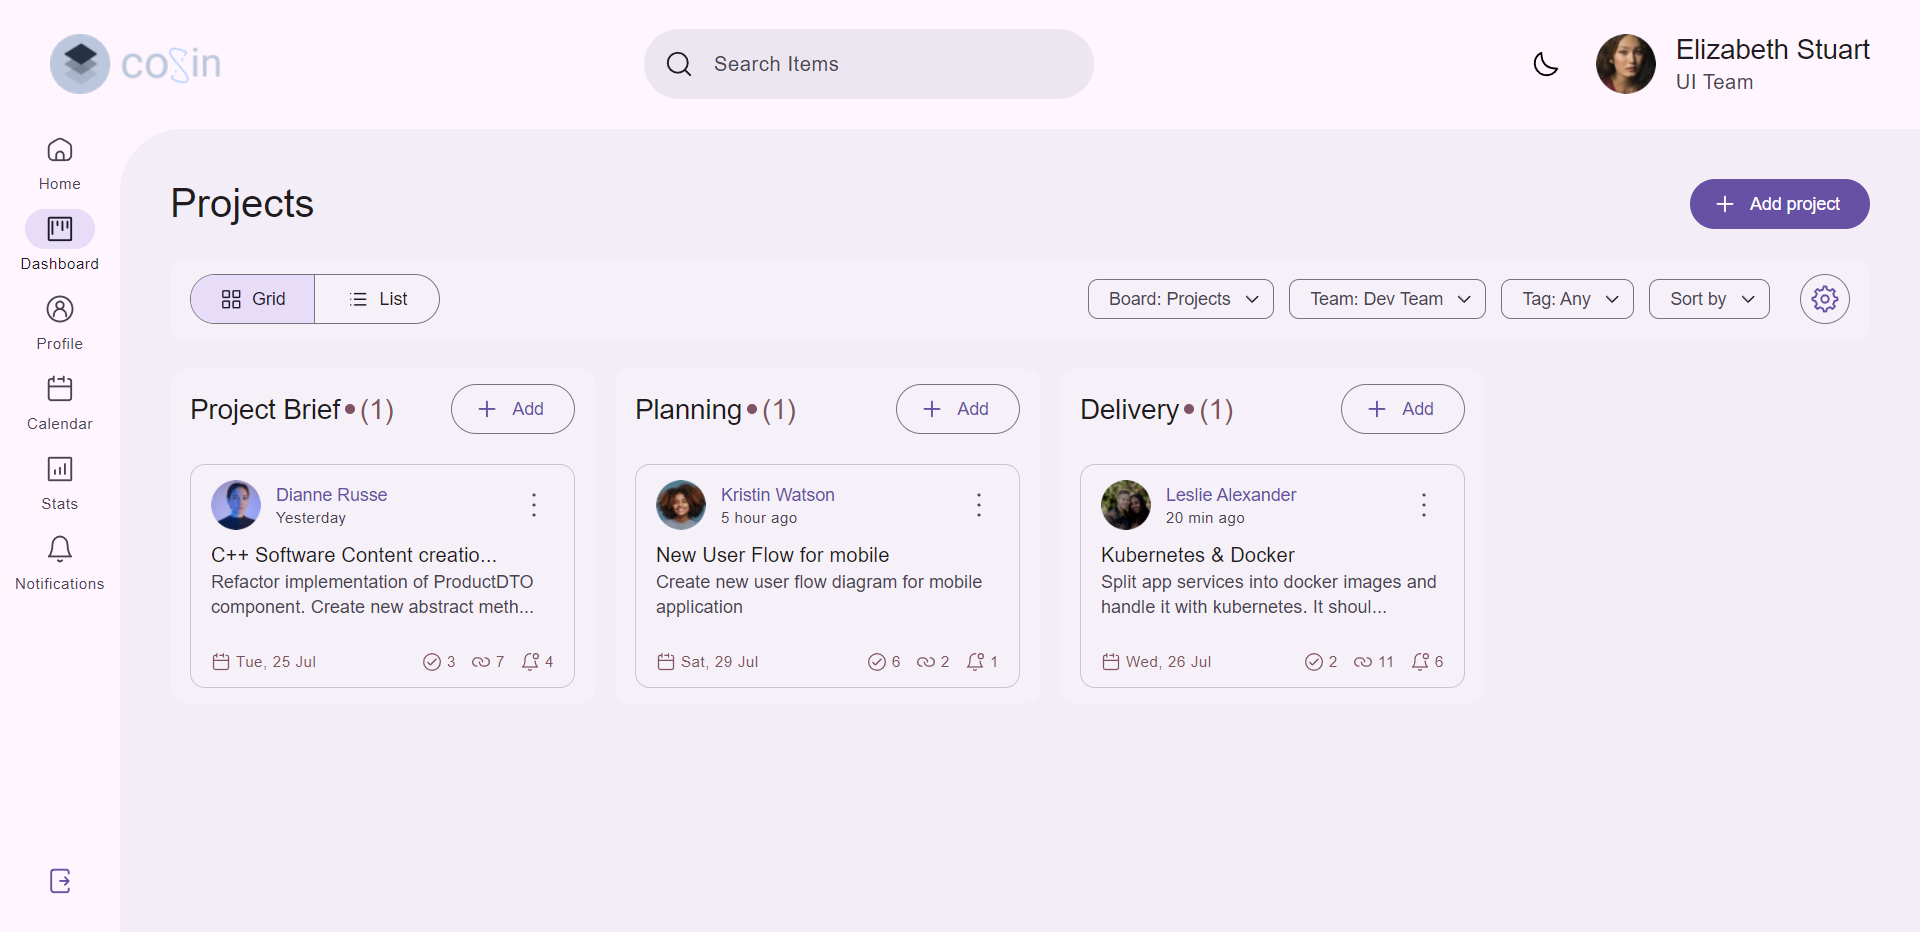 coxin
Search Items
Elizabeth Stuart
UI Team
Home
Dashboard
Profile
Calendar
Stats
Notifications
Projects
Add project
Grid
List
Board: Projects
Team: Dev Team
Tag: Any
Sort by
Project Brief • (1)
Add
Dianne Russe
Yesterday
C++ Software Content creatio...
Refactor implementation of ProductDTO
component. Create new abstract meth...
Tue, 25 Jul
3
7
4
Planning • (1)
Add
Kristin Watson
5 hour ago
New User Flow for mobile
Create new user flow diagram for mobile
application
Sat, 29 Jul
6
2
1
Delivery • (1)
Add
Leslie Alexander
20 min ago
Kubernetes & Docker
Split app services into docker images and
handle it with kubernetes. It shoul...
Wed, 26 Jul
2
11
6